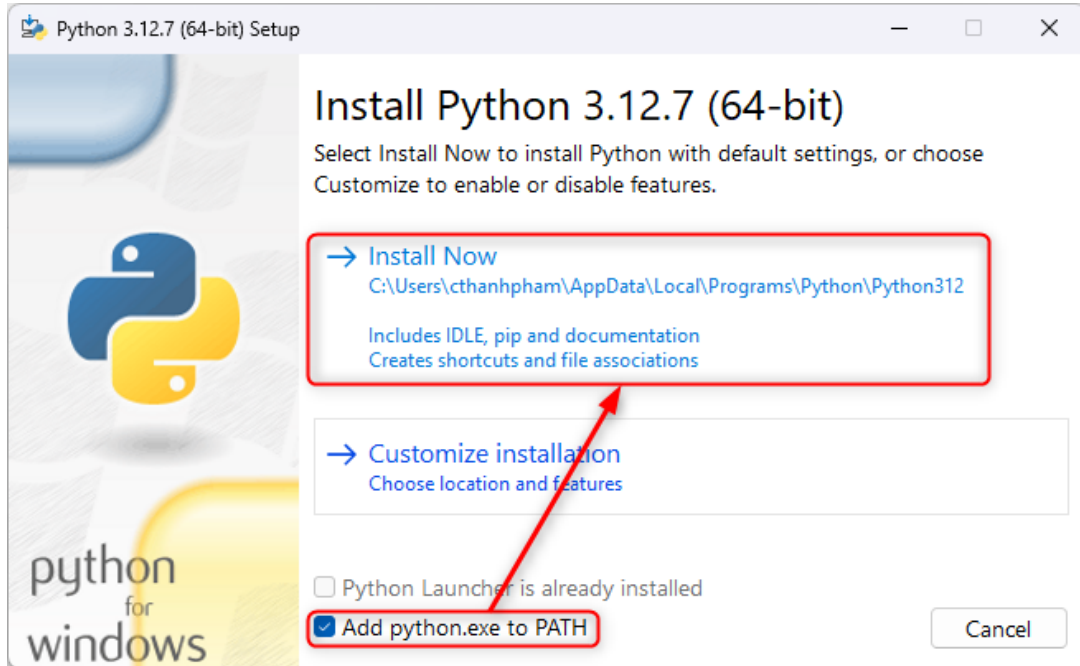 Python 3.12.7 (64-bit) Setup
Install Python 3.12.7 (64-bit)
Select Install Now to install Python with default settings, or choose
Customize to enable or disable features.
Install Now
C:\Users\cthanhpham\AppData\Local\Programs\Python\Python312
Includes IDLE, pip and documentation
Creates shortcuts and file associations
Customize installation
Choose location and features
Python Launcher is already installed
Add python.exe to PATH
Cancel
python
for
windows